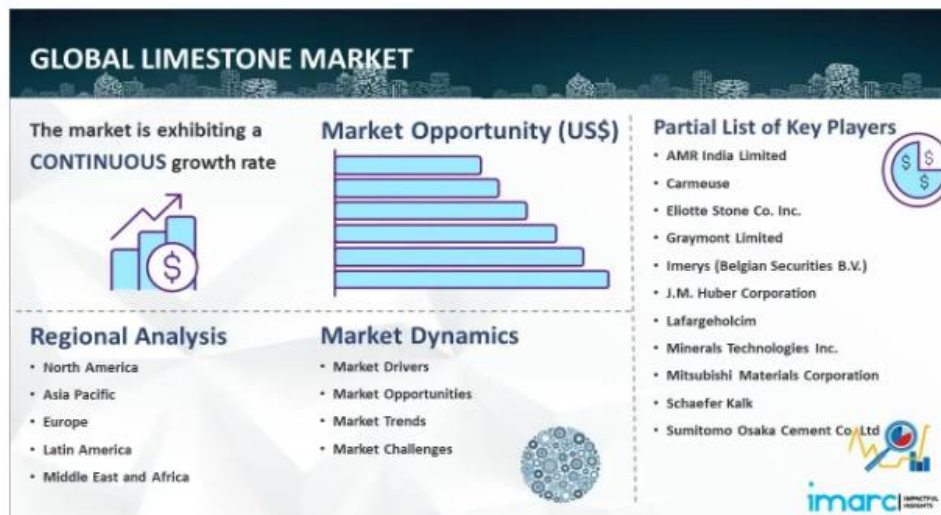 GLOBAL LIMESTONE MARKET
The market is exhibiting a
CONTINUOUS growth rate
$
Market Opportunity (US$)
Regional Analysis
• North America
• Asia Pacific
• Europe
• Latin America
• Middle East and Africa
Market Dynamics
• Market Drivers
• Market Opportunities
• Market Trends
• Market Challenges
Partial List of Key Players
• AMR India Limited
• Carmeuse
• Eliotte Stone Co. Inc.
• Graymont Limited
• Imerys (Belgian Securities B.V.)
• J.M. Huber Corporation
• Lafargeholcim
• Minerals Technologies Inc.
• Mitsubishi Materials Corporation
• Schaefer Kalk
• Sumitomo Osaka Cement Co. Ltd
$ $
$
imarc
IMPACTFUL
INSIGHTS